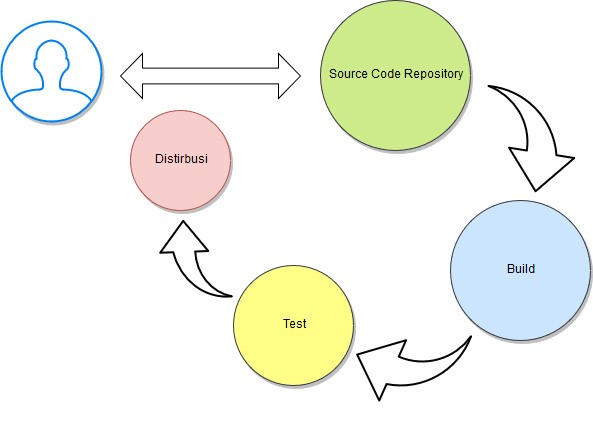 Source Code Repository
Distirbusi
Build
Test